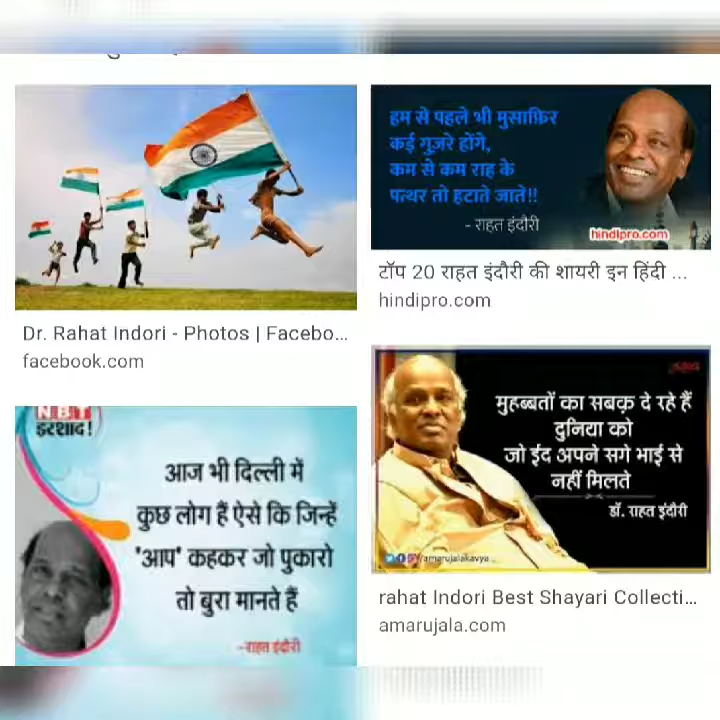 Dr. Rahat Indori - Photos | Facebo...
facebook.com
NBT
इरशाद!
आज भी दिल्ली में
कुछ लोग हैं ऐसे कि जिन्हें
'आप' कहकर जो पुकारो
तो बुरा मानते हैं
-राहत इंदौरी
हम से पहले भी मुसाफ़िर
कई गुज़रे होंगे,
कम से कम राह के
पत्थर तो हटाते जाते!!
- राहत इंदौरी
hindipro.com
टॉप 20 राहत इंदौरी की शायरी इन हिंदी ...
hindipro.com
मुहब्बतों का सबक़ दे रहे हैं
दुनिया को
जो ईद अपने सगे भाई से
नहीं मिलते
डॉ. राहत इंदौरी
/amarujalakavya
rahat Indori Best Shayari Collecti...
amarujala.com